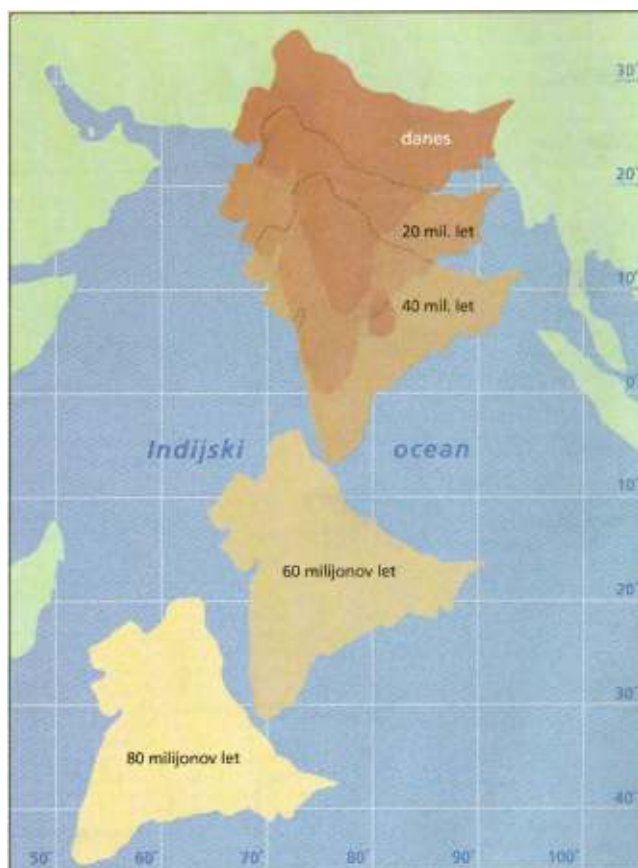 30°
danes
20°
20 mil. let
10°
40 mil. let
0°
Indijski ocean
10°
60 milijonov let
20°
30°
80 milijonov let
40°
50° 60° 70° 80° 90° 100°